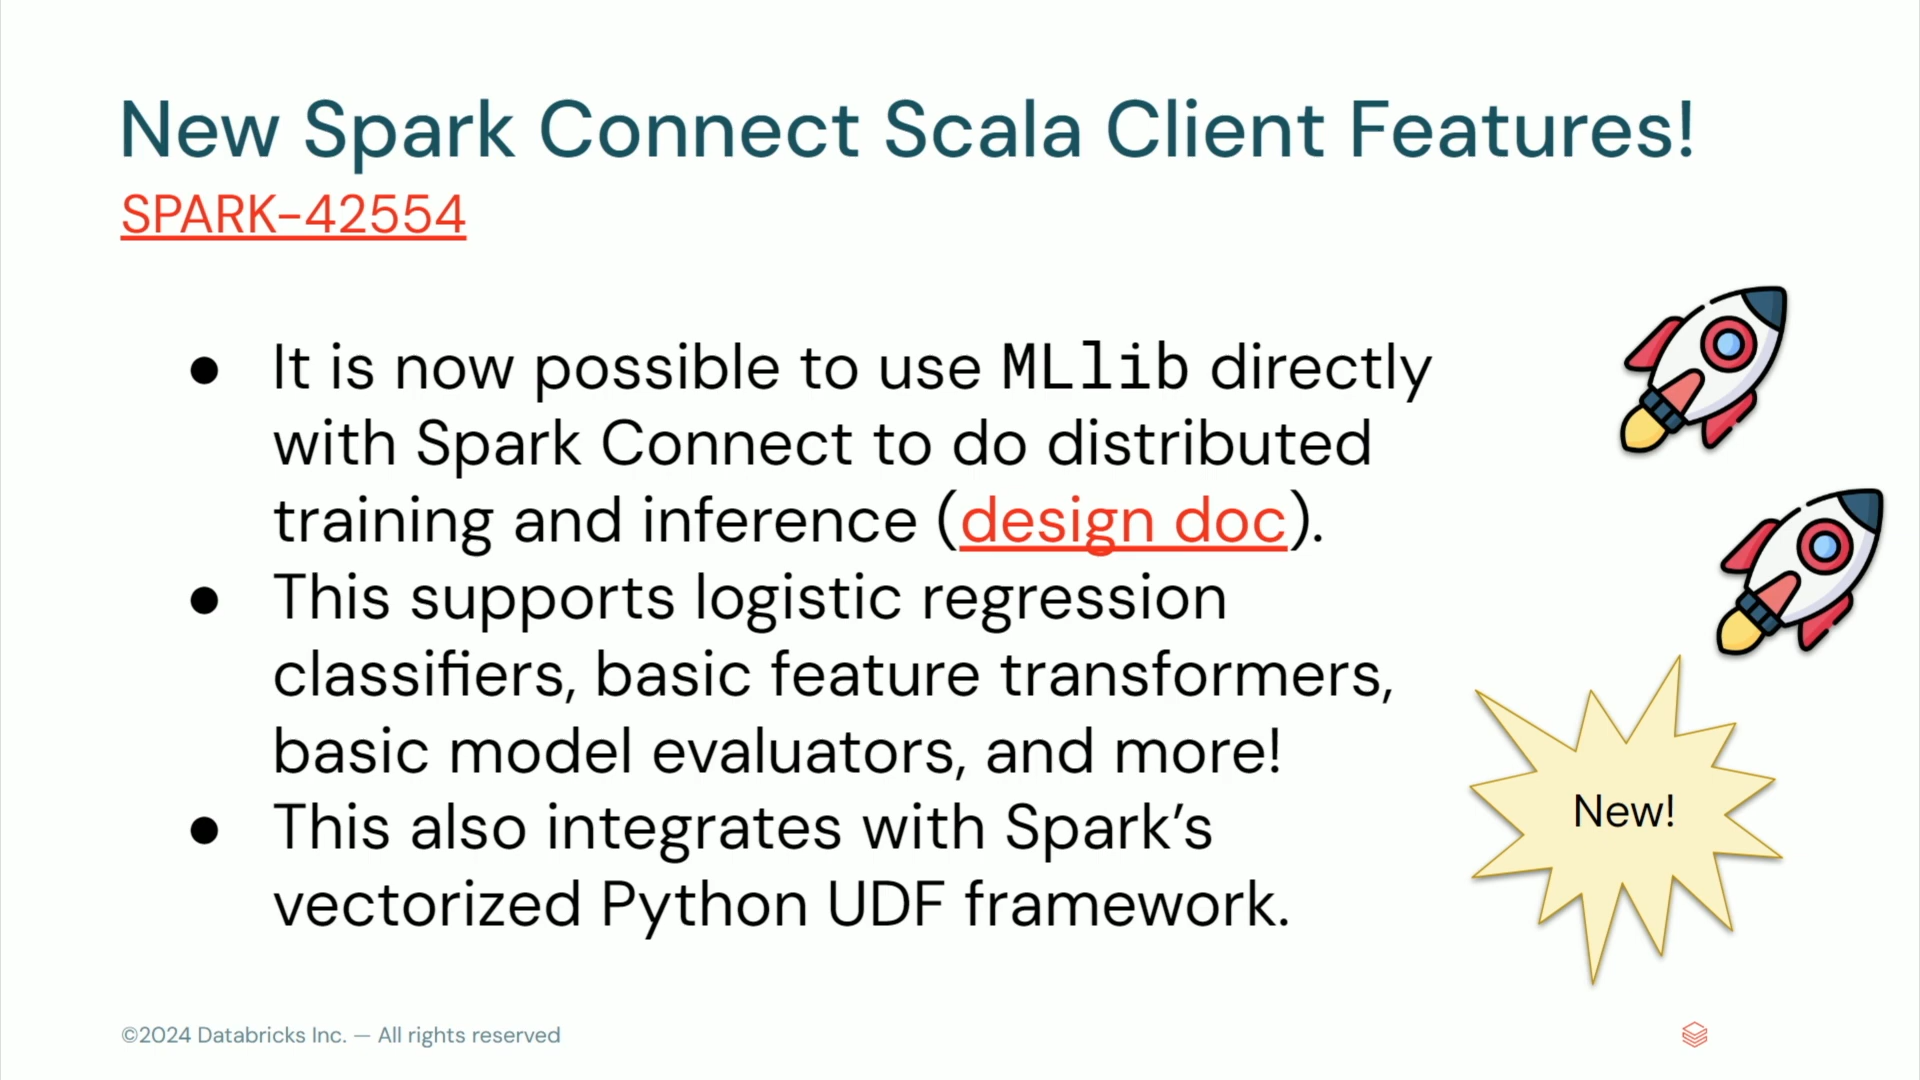 New Spark Connect Scala Client Features!
SPARK-42554
● It is now possible to use MLlib directly
with Spark Connect to do distributed
training and inference (design doc).
● This supports logistic regression
classifiers, basic feature transformers,
basic model evaluators, and more!
● This also integrates with Spark’s
vectorized Python UDF framework.
New!
©2024 Databricks Inc. — All rights reserved